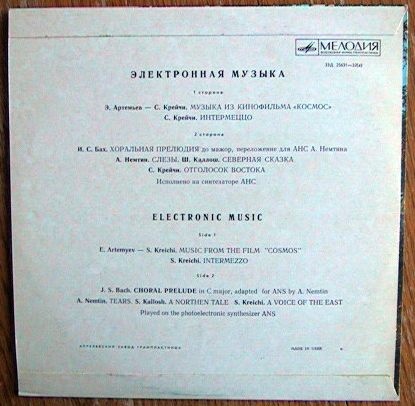 МЕЛОДИЯ
ЭЛЕКТРОННАЯ МУЗЫКА
1 сторона
Э. Артемьев — С. Крейчи. МУЗЫКА ИЗ КИНОФИЛЬМА «КОСМОС»
С. Крейчи. ИНТЕРМЕЦЦО
2 сторона
И. С. Бах. ХОРАЛЬНАЯ ПРЕЛЮДИЯ до мажор, переложение для АНС А. Немтина
А. Немтин. СЛЕЗЫ. Ш. Каллош. СЕВЕРНАЯ СКАЗКА
С. Крейчи. ОТГОЛОСОК ВОСТОКА
Исполнено на синтезаторе АНС
ELECTRONIC MUSIC
Side 1
E. Artemyev — S. Kreichi. MUSIC FROM THE FILM "COSMOS"
S. Kreichi. INTERMEZZO
Side 2
J. S. Bach. CHORAL PRELUDE in C major, adapted for ANS by A. Nemtin
A. Nemtin. TEARS. S. Kallosh. A NORTHEN TALE S. Kreichi. A VOICE OF THE EAST
Played on the photoelectronic synthesizer ANS
АПРЕЛЕВСКИЙ ЗАВОД ГРАМПЛАСТИНОК MADE IN USSR